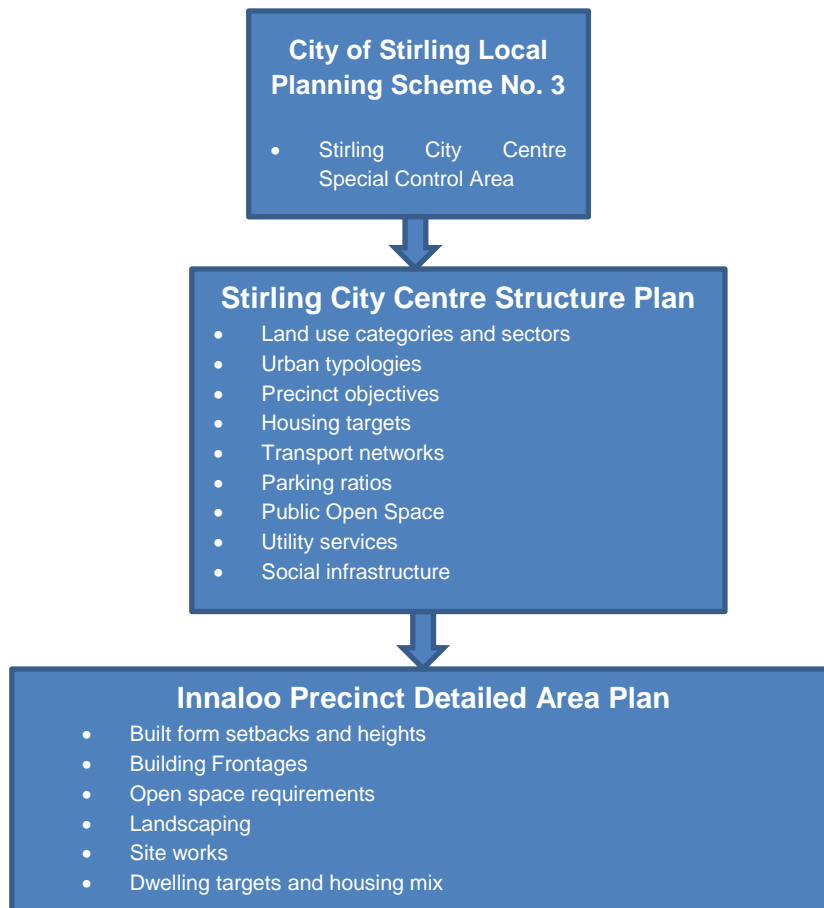 City of Stirling Local
Planning Scheme No. 3
• Stirling City Centre
Special Control Area
Stirling City Centre Structure Plan
• Land use categories and sectors
• Urban typologies
• Precinct objectives
• Housing targets
• Transport networks
• Parking ratios
• Public Open Space
• Utility services
• Social infrastructure
Innaloo Precinct Detailed Area Plan
• Built form setbacks and heights
• Building Frontages
• Open space requirements
• Landscaping
• Site works
• Dwelling targets and housing mix